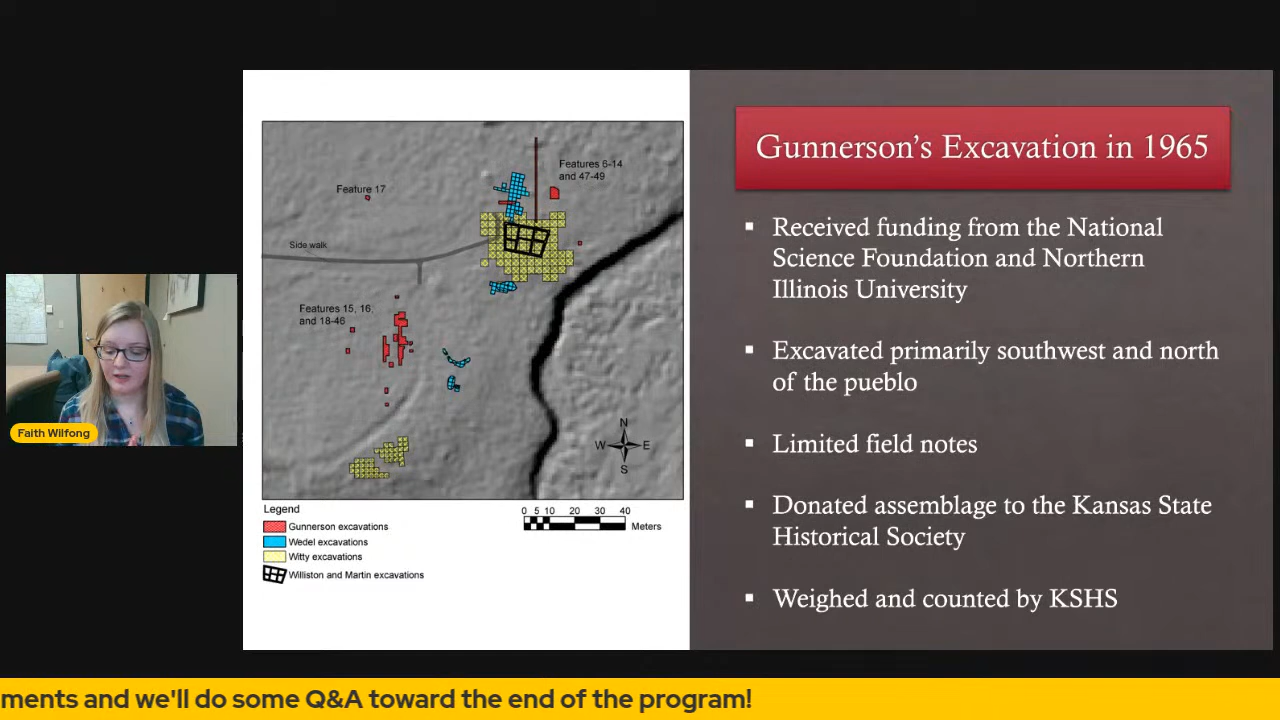 Gunnerson's Excavation in 1965
Features 6-14
and 47-49
Feature 17
Side walk
Features 15, 16,
and 18-46
N
W E
S
Legend
Gunnerson excavations
Wedel excavations
Witty excavations
Williston and Martin excavations
0 5 10 20 30 40
Meters
▪ Received funding from the National
Science Foundation and Northern
Illinois University
▪ Excavated primarily southwest and north
of the pueblo
▪ Limited field notes
▪ Donated assemblage to the Kansas State
Historical Society
▪ Weighed and counted by KSHS
Faith Wilfong
ments and we'll do some Q&A toward the end of the program!